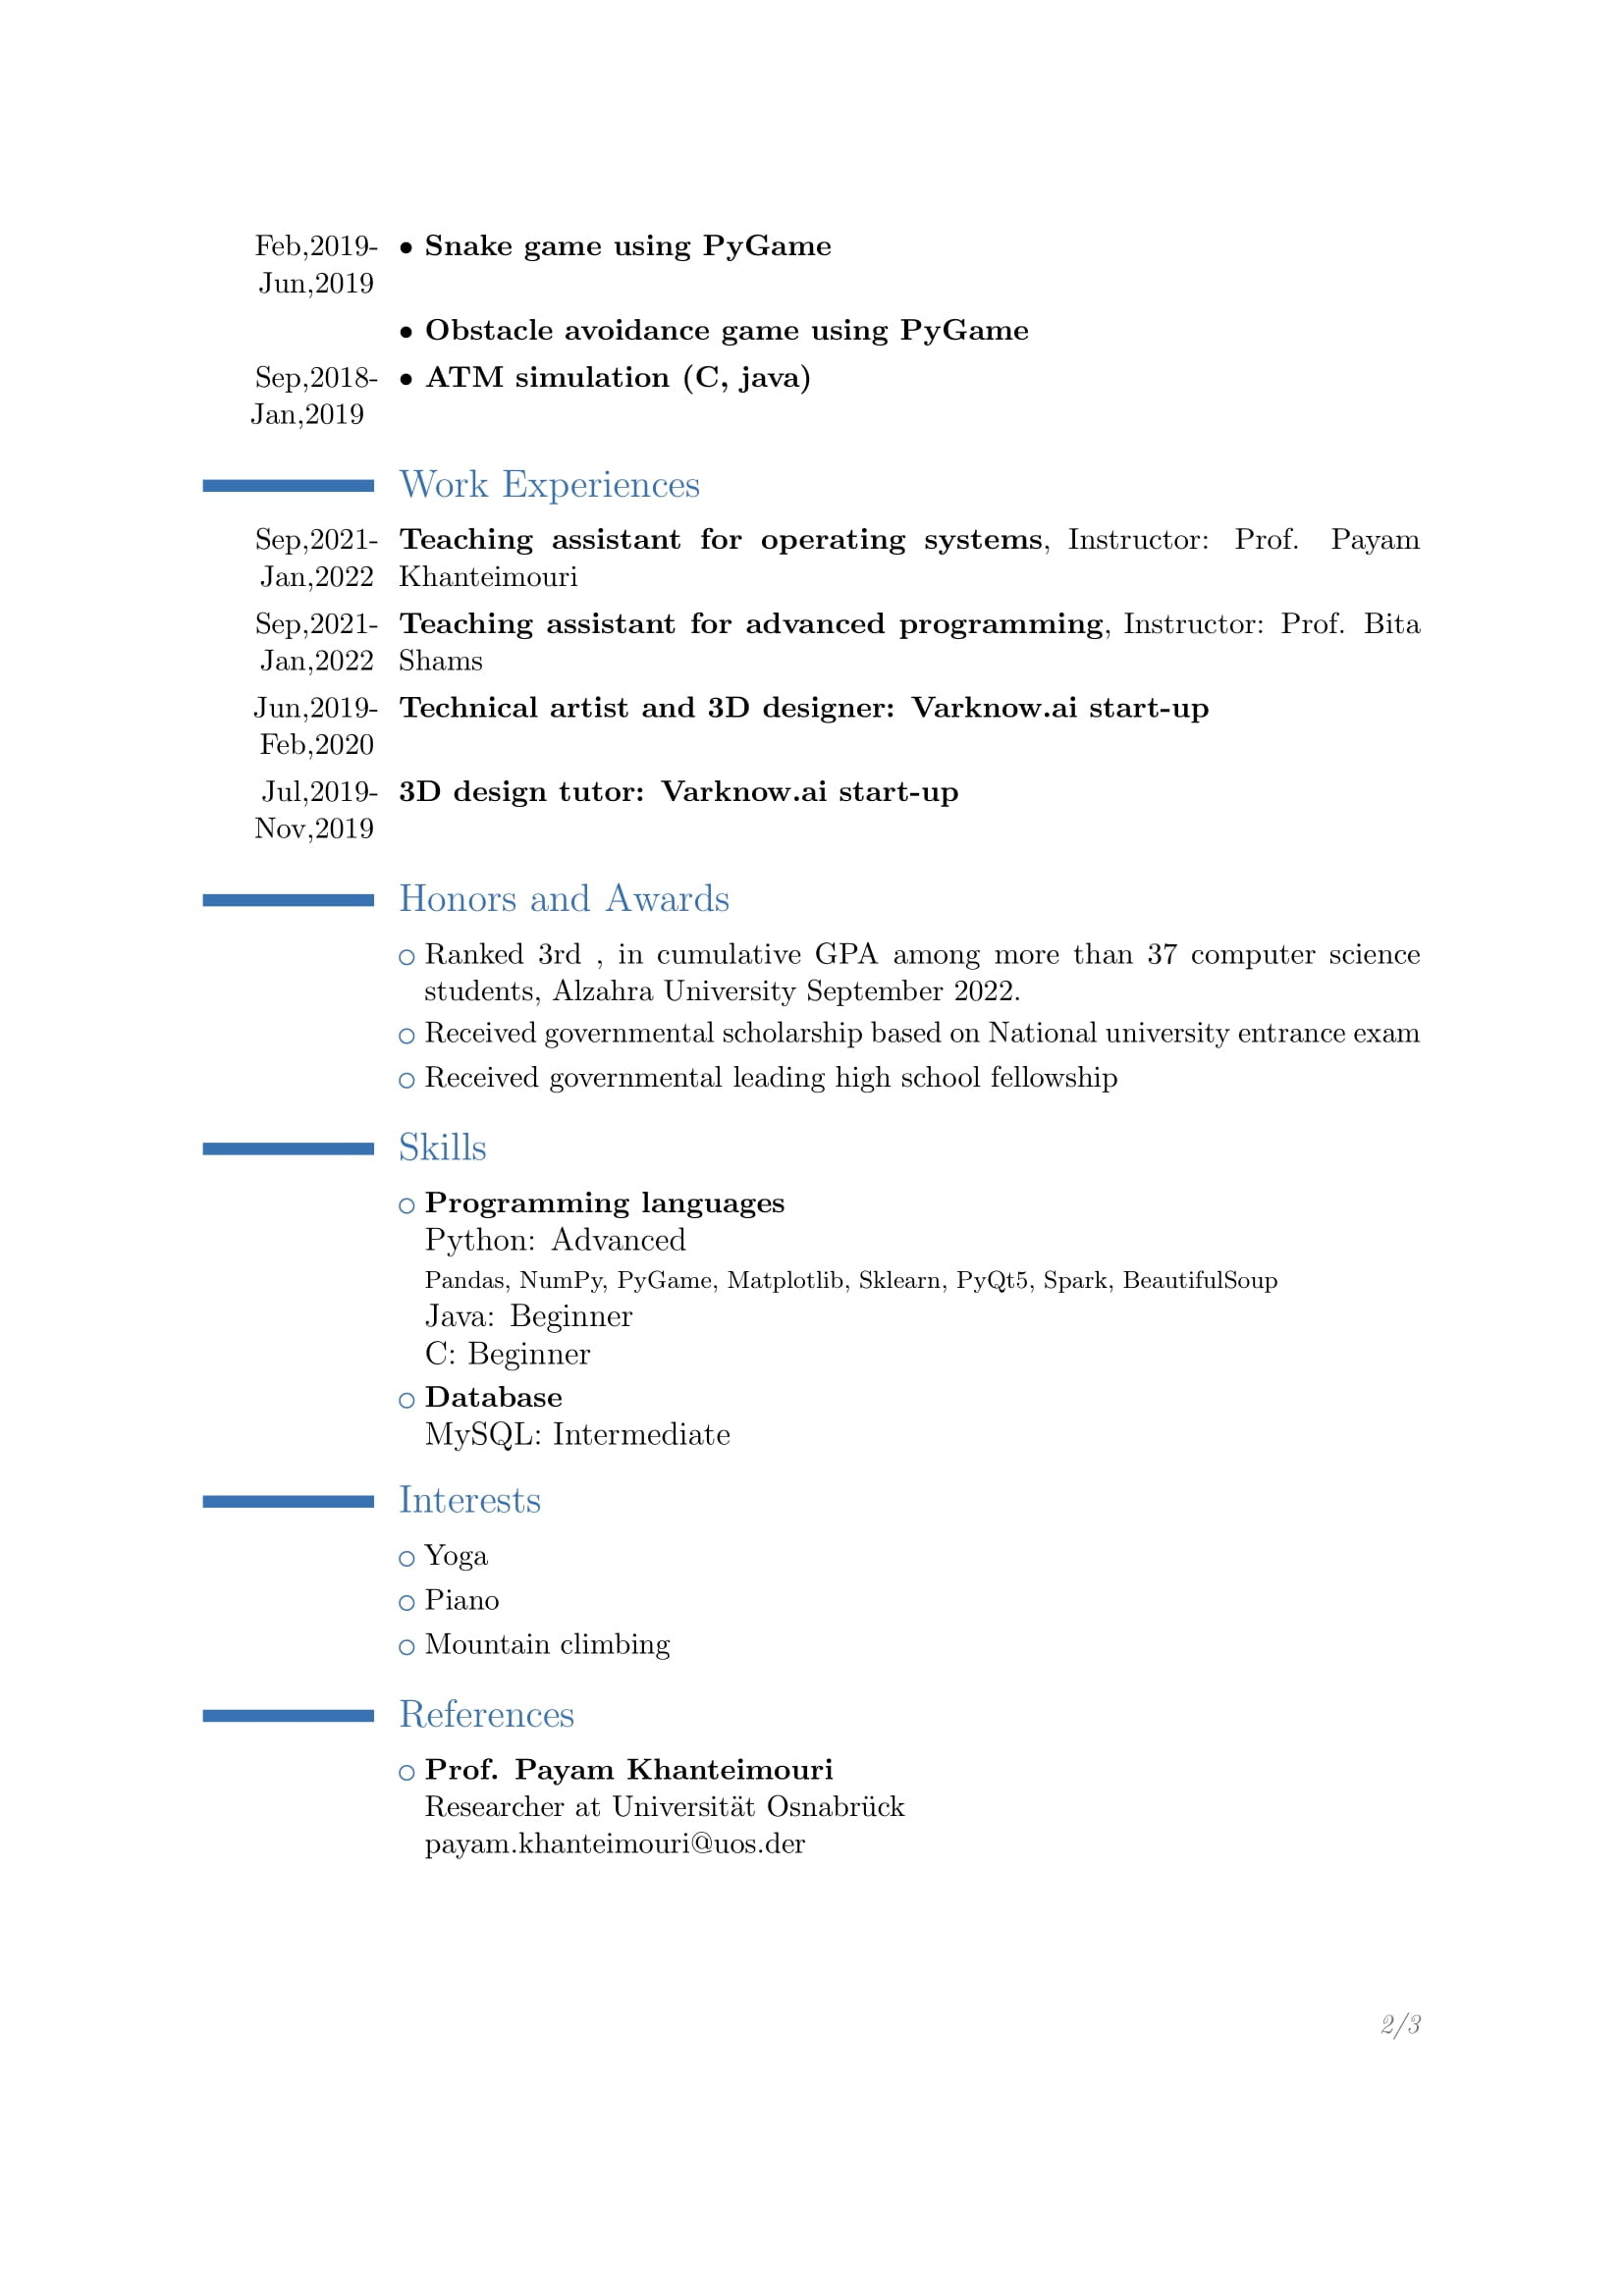 Feb,2019- • Snake game using PyGame
Jun,2019
• Obstacle avoidance game using PyGame
Sep,2018- • ATM simulation (C, java)
Jan,2019
Work Experiences
Sep,2021- Teaching assistant for operating systems, Instructor: Prof. Payam
Jan,2022 Khanteimouri
Sep,2021- Teaching assistant for advanced programming, Instructor: Prof. Bita
Jan,2022 Shams
Jun,2019- Technical artist and 3D designer: Varknow.ai start-up
Feb,2020
Jul,2019- 3D design tutor: Varknow.ai start-up
Nov,2019
Honors and Awards
○ Ranked 3rd , in cumulative GPA among more than 37 computer science
students, Alzahra University September 2022.
○ Received governmental scholarship based on National university entrance exam
○ Received governmental leading high school fellowship
Skills
○ Programming languages
Python: Advanced
Pandas, NumPy, PyGame, Matplotlib, Sklearn, PyQt5, Spark, BeautifulSoup
Java: Beginner
C: Beginner
○ Database
MySQL: Intermediate
Interests
○ Yoga
○ Piano
○ Mountain climbing
References
○ Prof. Payam Khanteimouri
Researcher at Universität Osnabrück
payam.khanteimouri@uos.der
2/3